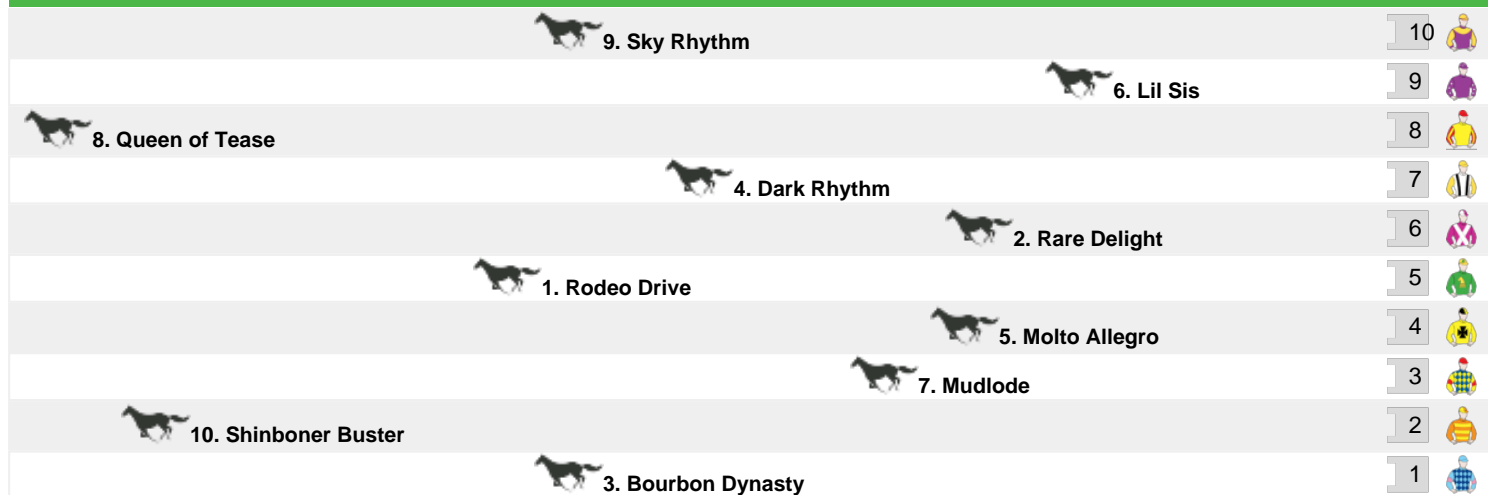 9. Sky Rhythm 10
6. Lil Sis 9
8. Queen of Tease 8
4. Dark Rhythm 7
2. Rare Delight 6
1. Rodeo Drive 5
5. Molto Allegro 4
7. Mudlode 3
10. Shinboner Buster 2
3. Bourbon Dynasty 1